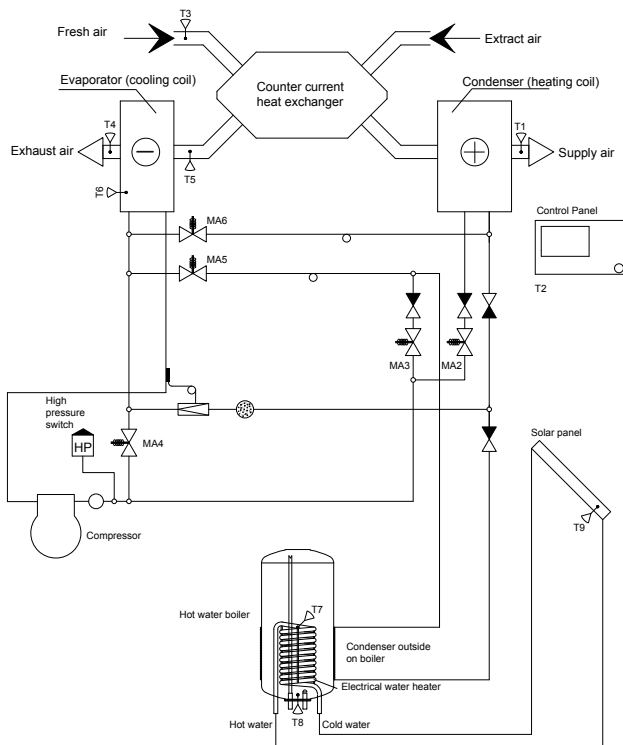 T3
Fresh air
Extract air
Evaporator (cooling coil)
Counter current
heat exchanger
Condenser (heating coil)
T4
T1
Exhaust air
Supply air
T5
T6
MA6
Control Panel
MA5
T2
MA3
MA2
High
pressure
switch
HP
MA4
Solar panel
T9
Compressor
Hot water boiler
T7
Condenser outside
on boiler
Electrical water heater
Hot water
T8
Cold water